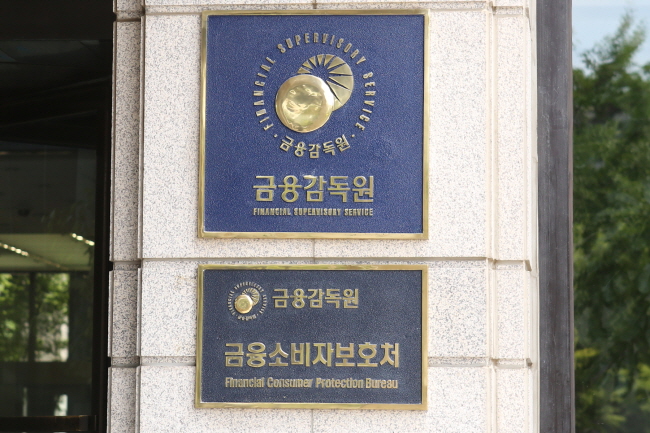 FINANCIAL SUPERVISORY SERVICE
· 금융감독원 ·
금융감독원
FINANCIAL SUPERVISORY SERVICE
금융감독원
금융소비자보호처
Financial Consumer Protection Bureau